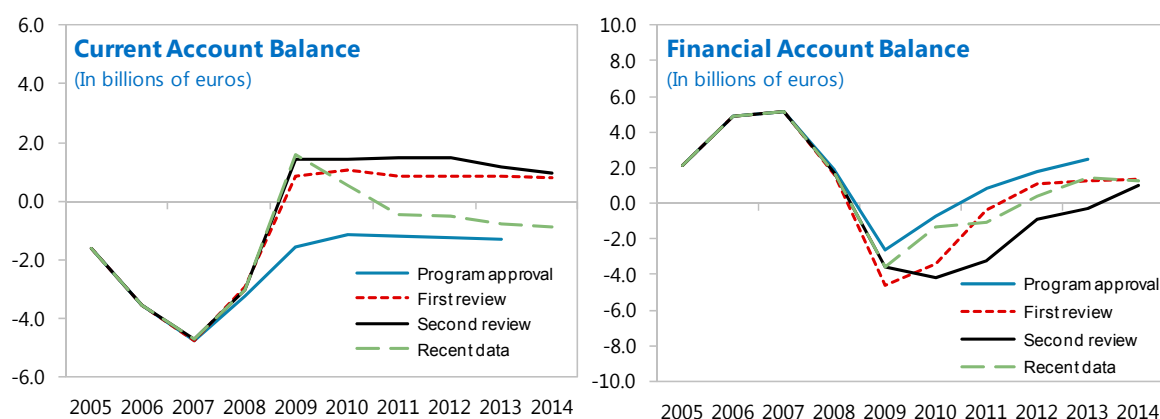 Current Account Balance
(In billions of euros)
6.0
4.0
2.0
0.0
-2.0
-4.0
-6.0
Program approval
First review
Second review
Recent data
2005 2006 2007 2008 2009 2010 2011 2012 2013 2014
Financial Account Balance
(In billions of euros)
10.0
8.0
6.0
4.0
2.0
0.0
-2.0
-4.0
-6.0
-8.0
-10.0
Program approval
First review
Second review
Recent data
2005 2006 2007 2008 2009 2010 2011 2012 2013 2014